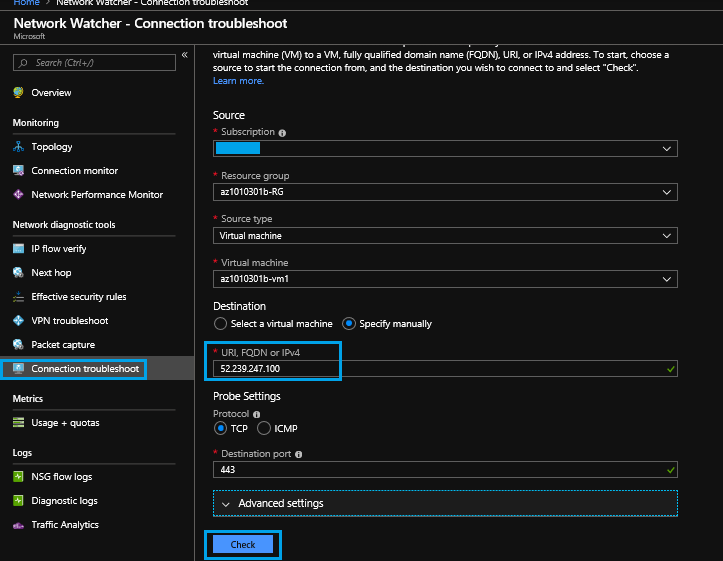 Home > Network Watcher - Connection troubleshoot
Network Watcher - Connection troubleshoot
Microsoft
Search (Ctrl+/)
«
Overview
Monitoring
Topology
Connection monitor
Network Performance Monitor
Network diagnostic tools
IP flow verify
Next hop
Effective security rules
VPN troubleshoot
Packet capture
Connection troubleshoot
Metrics
Usage + quotas
Logs
NSG flow logs
Diagnostic logs
Traffic Analytics
virtual machine (VM) to a VM, fully qualified domain name (FQDN), URI, or IPv4 address. To start, choose a
source to start the connection from, and the destination you wish to connect to and select "Check".
Learn more.
Source
* Subscription
* Resource group
az1010301b-RG
* Source type
Virtual machine
* Virtual machine
az1010301b-vm1
Destination
Select a virtual machine Specify manually
* URI, FQDN or IPv4
52.239.247.100
Probe Settings
Protocol
TCP ICMP
* Destination port
443
Advanced settings
Check